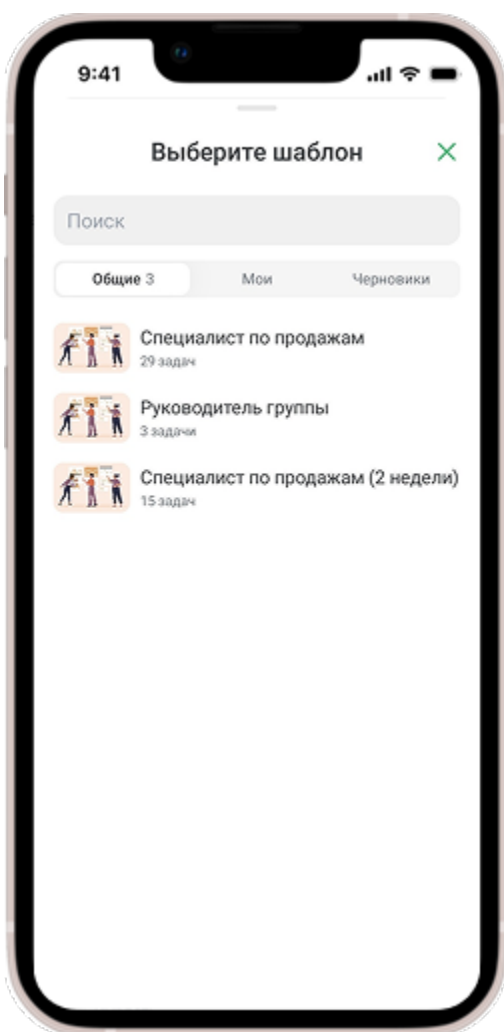 9:41
Выберите шаблон
Поиск
Общие 3
Мои
Черновики
Специалист по продажам
29 задач
Руководитель группы
3 задачи
Специалист по продажам (2 недели)
15 задач